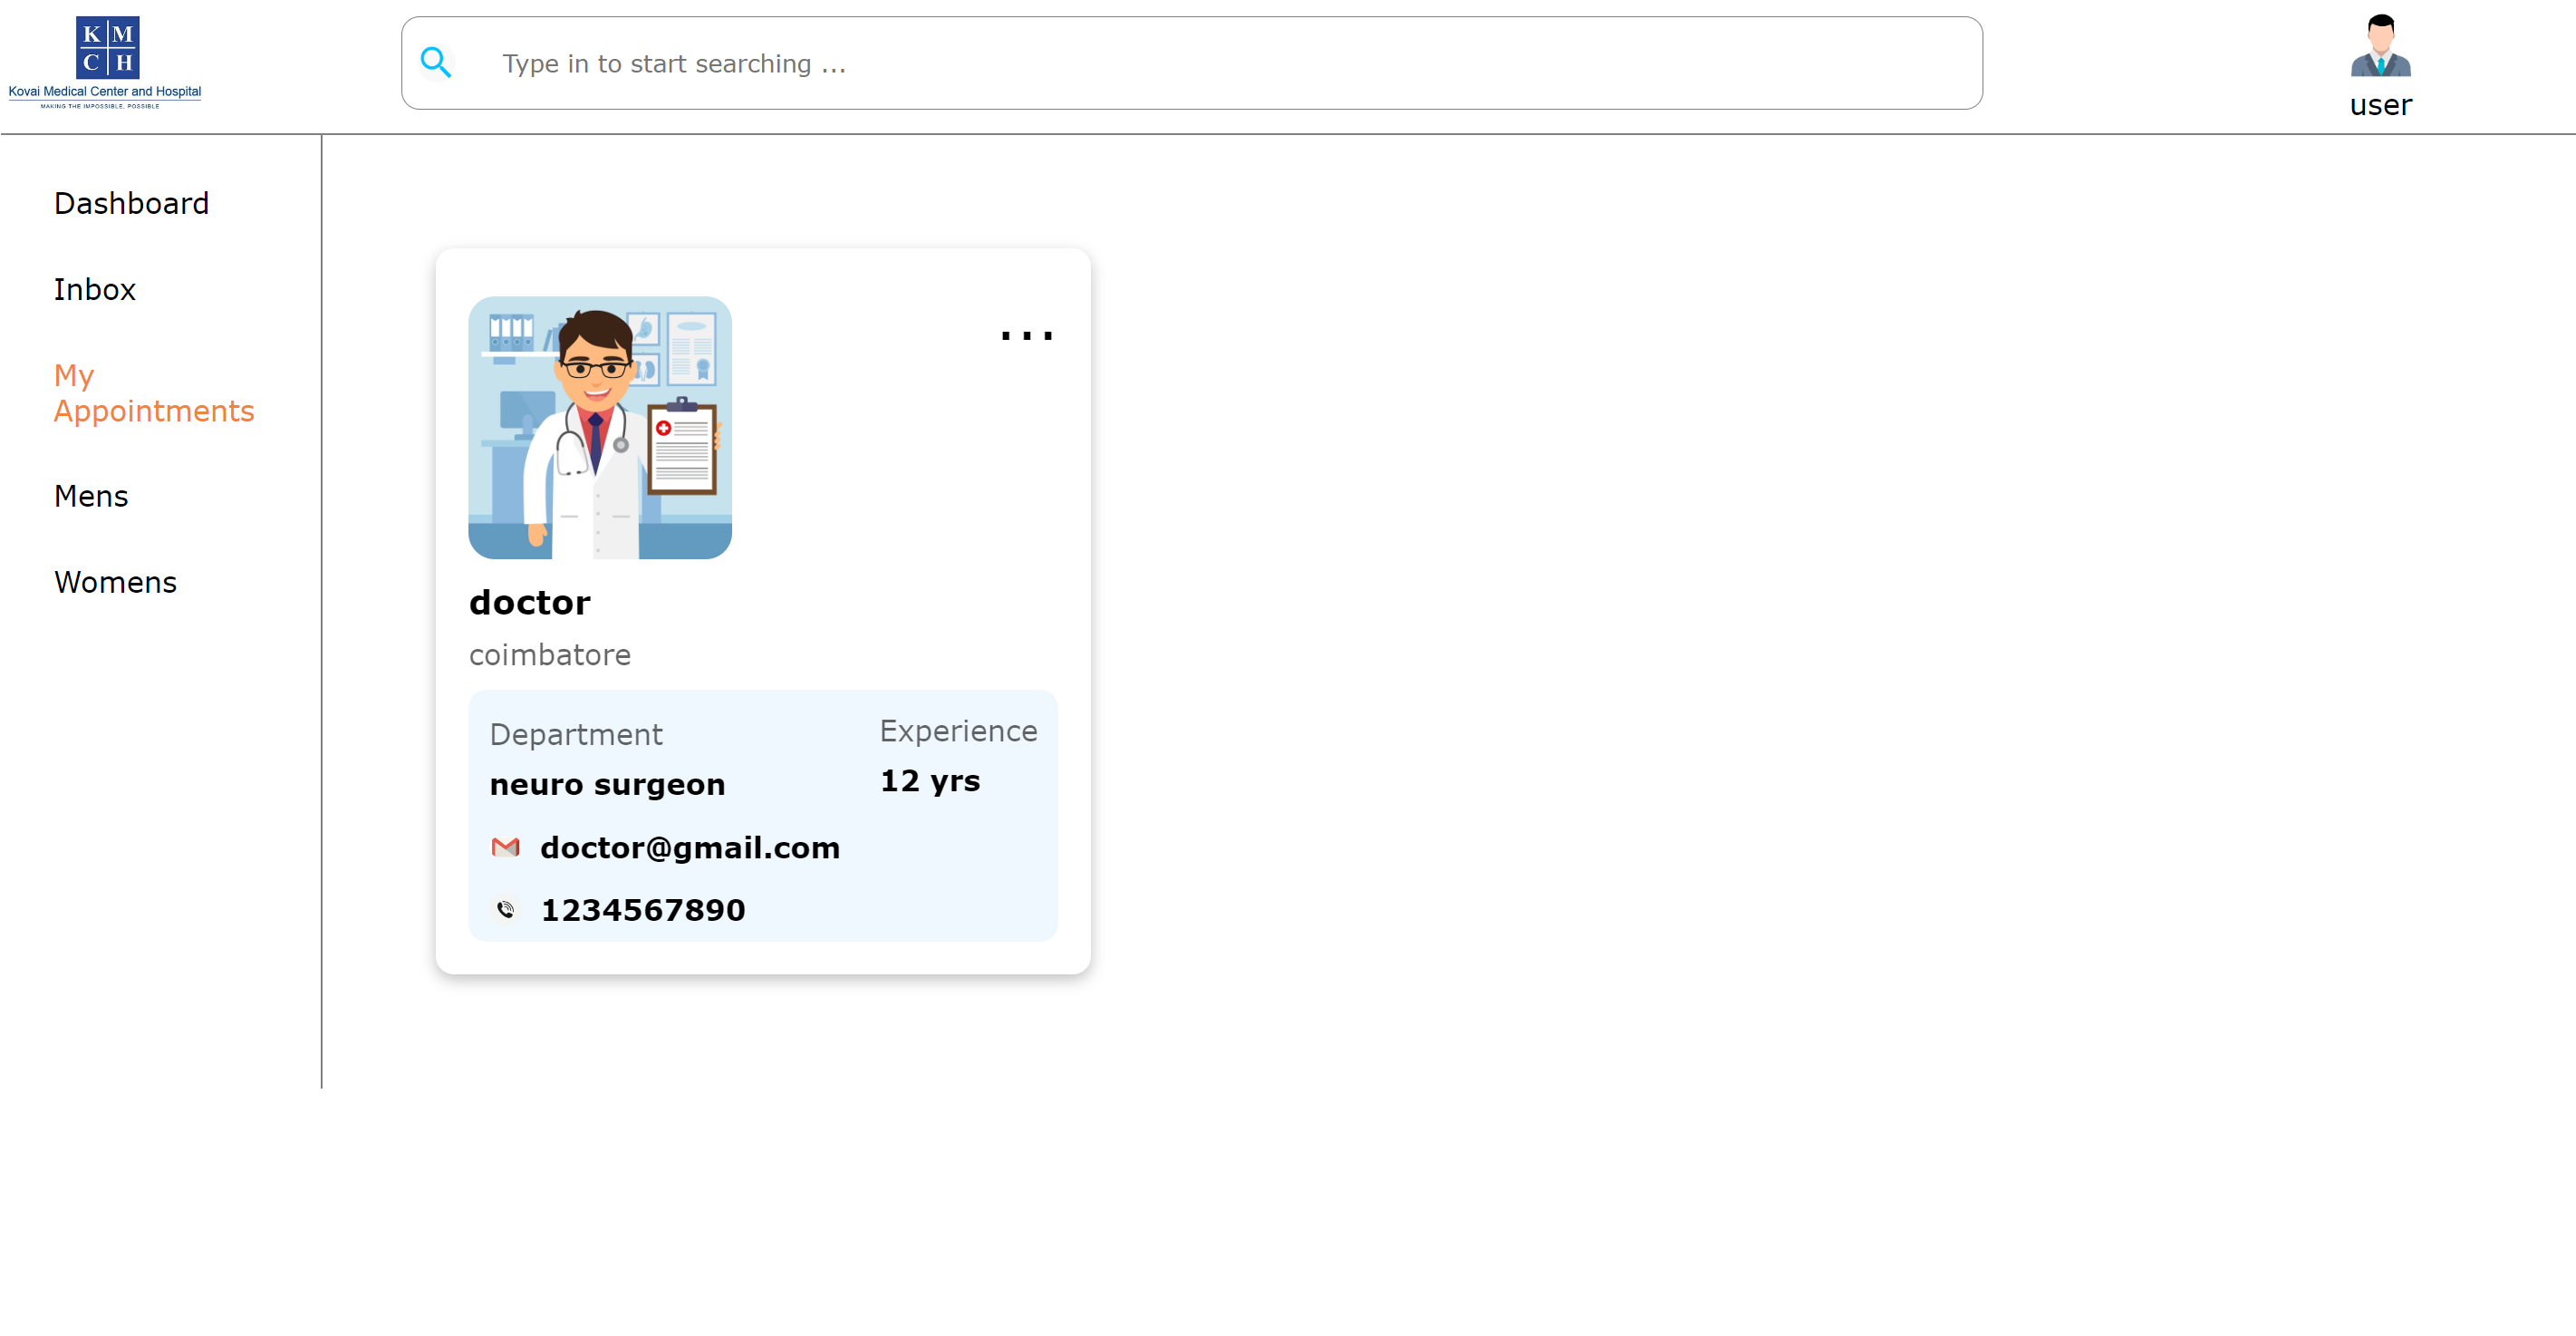 K M
C H
Kovai Medical Center and Hospital
MAKING THE IMPOSSIBLE, POSSIBLE
Type in to start searching ...
user
Dashboard
Inbox
My
Appointments
Mens
Womens
...
doctor
coimbatore
Department
neuro surgeon
Experience
12 yrs
doctor@gmail.com
1234567890